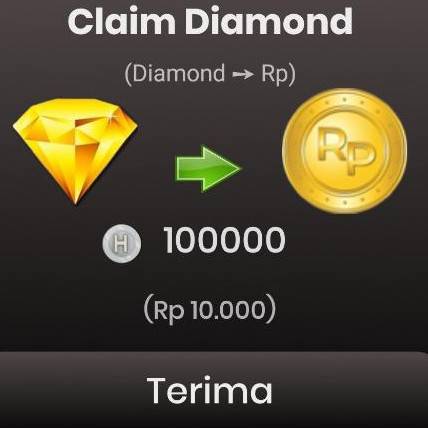 Claim Diamond
(Diamond ➙ Rp)
RP
H 100000
(Rp 10.000)
Terima